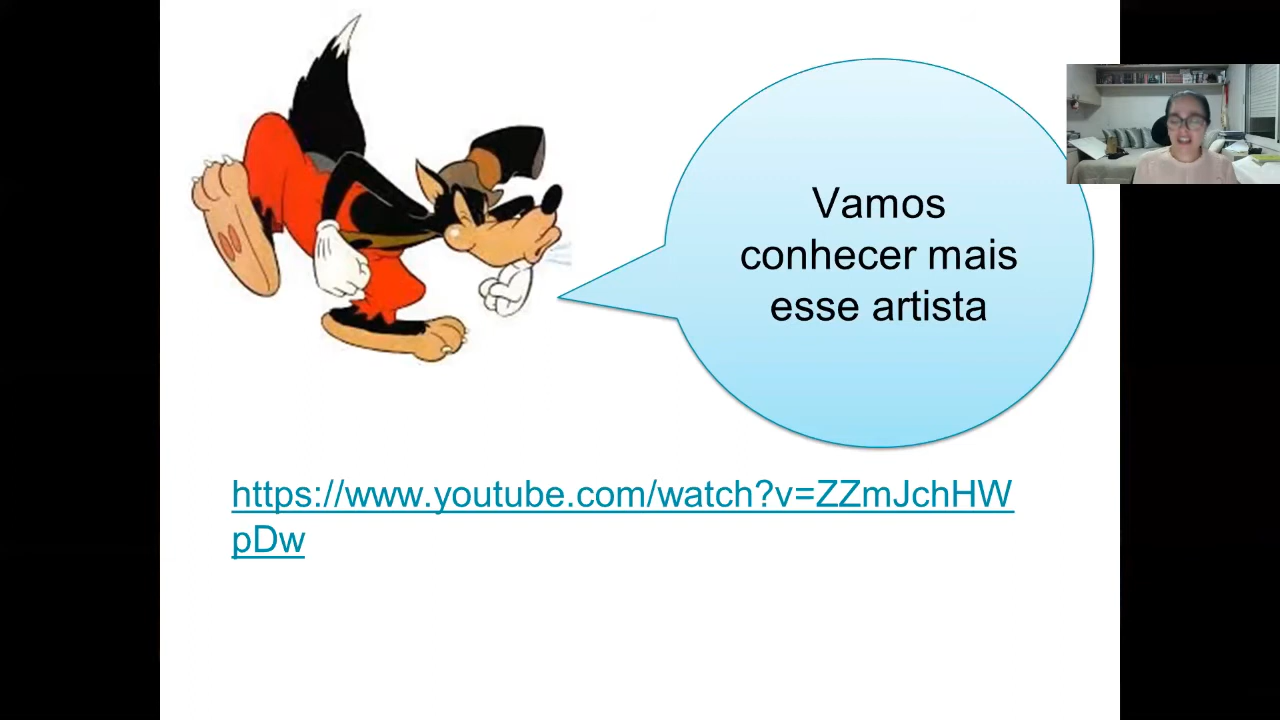 Vamos
conhecer mais
esse artista
https://www.youtube.com/watch?v=ZZmJchHW
pDw